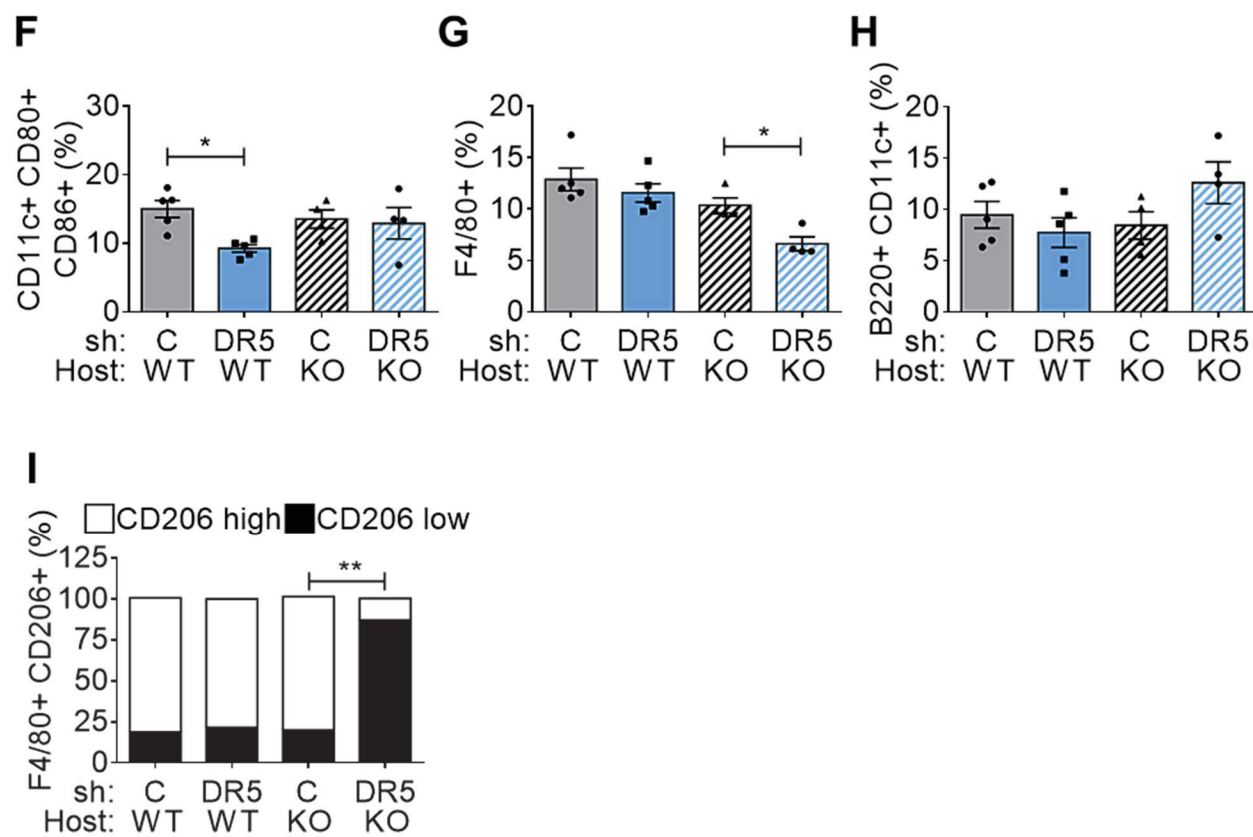 F
CD11c+ CD80+
CD86+ (%)
30
20
10
0
*
sh: C DR5 C DR5
Host: WT WT KO KO
G
F4/80+ (%)
20
15
10
5
0
*
sh: C DR5 C DR5
Host: WT WT KO KO
H
B220+ CD11c+ (%)
20
15
10
5
0
sh: C DR5 C DR5
Host: WT WT KO KO
I
CD206 high CD206 low
F4/80+ CD206+ (%)
125
100
75
50
25
0
**
sh: C DR5 C DR5
Host: WT WT KO KO